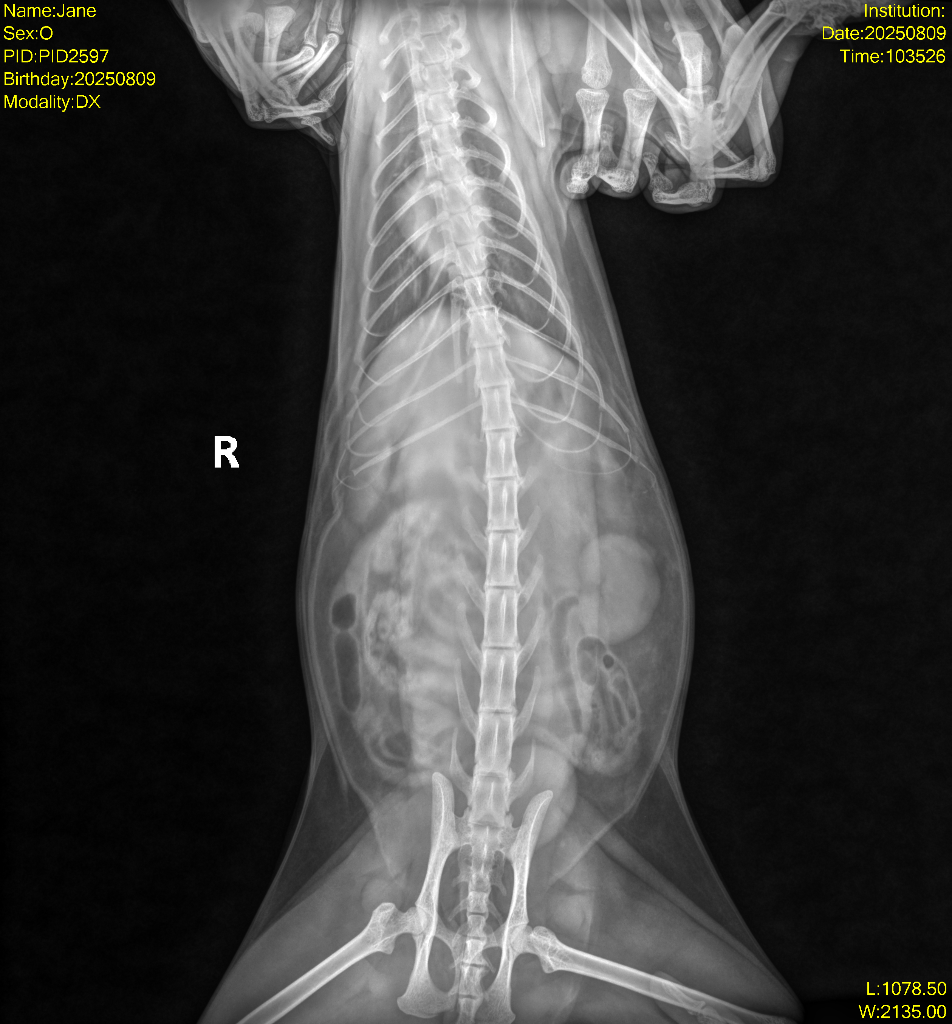 Name:Jane
Sex:O
PID:PID2597
Birthday:20250809
Modality:DX
Institution:
Date:20250809
Time:103526
R
L:1078.50
W:2135.00